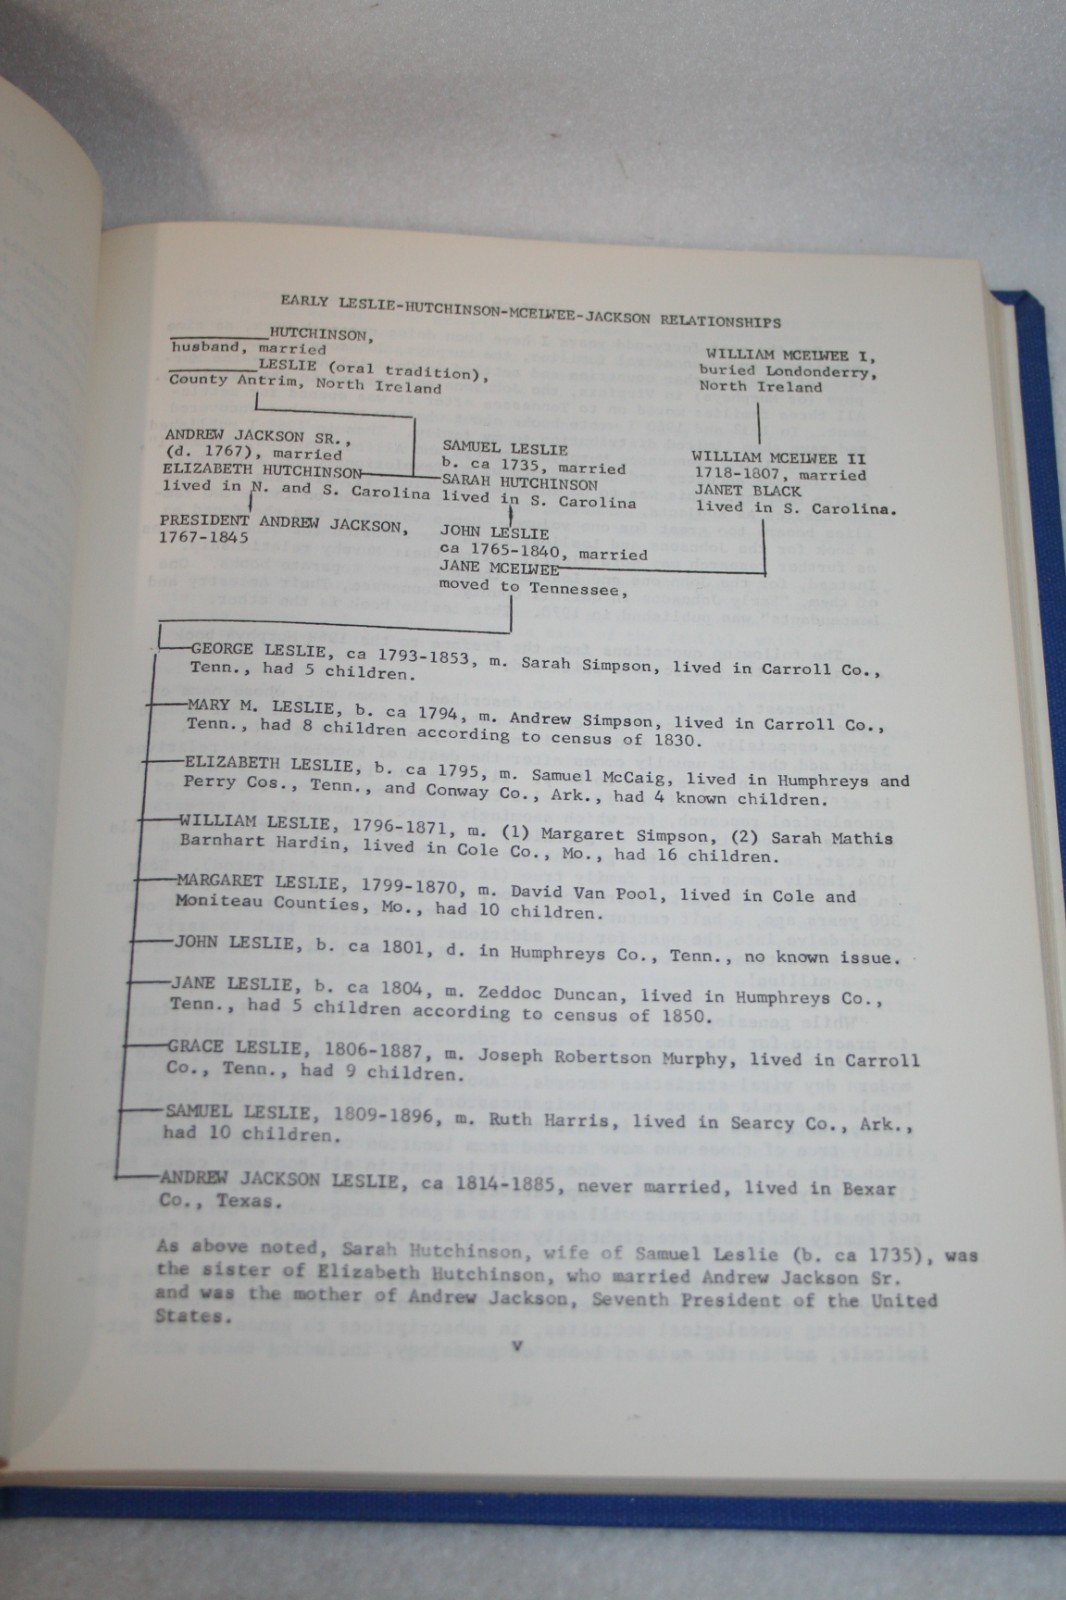 EARLY LESLIE-HUTCHINSON-MCELWEE-JACKSON RELATIONSHIPS
________HUTCHINSON,
husband, married
________LESLIE (oral tradition),
County Antrim, North Ireland
WILLIAM MCELWEE I,
buried Londonderry,
North Ireland
ANDREW JACKSON SR.,
(d. 1767), married
ELIZABETH HUTCHINSON
lived in N. and S. Carolina
SAMUEL LESLIE
b. ca 1735, married
SARAH HUTCHINSON
lived in S. Carolina
WILLIAM MCELWEE II
1718-1807, married
JANET BLACK
lived in S. Carolina.
PRESIDENT ANDREW JACKSON,
1767-1845
JOHN LESLIE
ca 1765-1840, married
JANE MCELWEE
moved to Tennessee,
GEORGE LESLIE, ca 1793-1853, m. Sarah Simpson, lived in Carroll Co.,
Tenn., had 5 children.
MARY M. LESLIE, b. ca 1794, m. Andrew Simpson, lived in Carroll Co.,
Tenn., had 8 children according to census of 1830.
ELIZABETH LESLIE, b. ca 1795, m. Samuel McCaig, lived in Humphreys and
Perry Cos., Tenn., and Conway Co., Ark., had 4 known children.
WILLIAM LESLIE, 1796-1871, m. (1) Margaret Simpson, (2) Sarah Mathis
Barnhart Hardin, lived in Cole Co., Mo., had 16 children.
MARGARET LESLIE, 1799-1870, m. David Van Pool, lived in Cole and
Moniteau Counties, Mo., had 10 children.
JOHN LESLIE, b. ca 1801, d. in Humphreys Co., Tenn., no known issue.
JANE LESLIE, b. ca 1804, m. Zeddoc Duncan, lived in Humphreys Co.,
Tenn., had 5 children according to census of 1850.
GRACE LESLIE, 1806-1887, m. Joseph Robertson Murphy, lived in Carroll
Co., Tenn., had 9 children.
SAMUEL LESLIE, 1809-1896, m. Ruth Harris, lived in Searcy Co., Ark.,
had 10 children.
ANDREW JACKSON LESLIE, ca 1814-1885, never married, lived in Bexar
Co., Texas.
As above noted, Sarah Hutchinson, wife of Samuel Leslie (b. ca 1735), was
the sister of Elizabeth Hutchinson, who married Andrew Jackson Sr.
and was the mother of Andrew Jackson, Seventh President of the United
States.
v